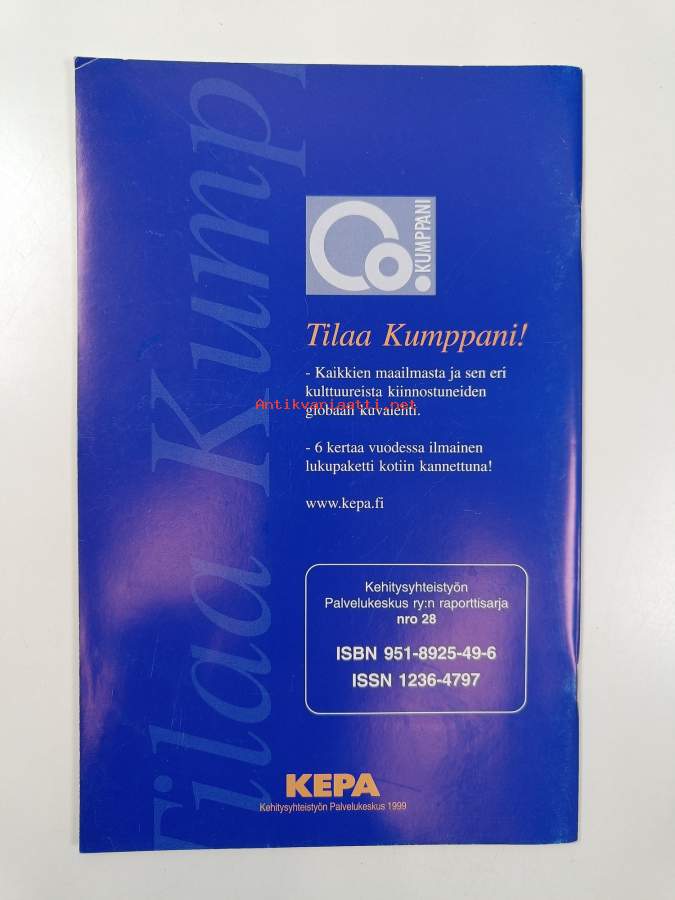 Tilaa Kump
KUMPPANI
Tilaa Kumppani!
- Kaikkien maailmasta ja sen eri
kulttuureista kiinnostuneiden
Antikvariaatti.net
globaali kuvalehti.
- 6 kertaa vuodessa ilmainen
lukupaketti kotiin kannettuna!
www.kepa.fi
Kehitysyhteistyön
Palvelukeskus ry:n raporttisarja
nro 28
ISBN 951-8925-49-6
ISSN 1236-4797
KEPA
Kehitysyhteistyön Palvelukeskus 1999